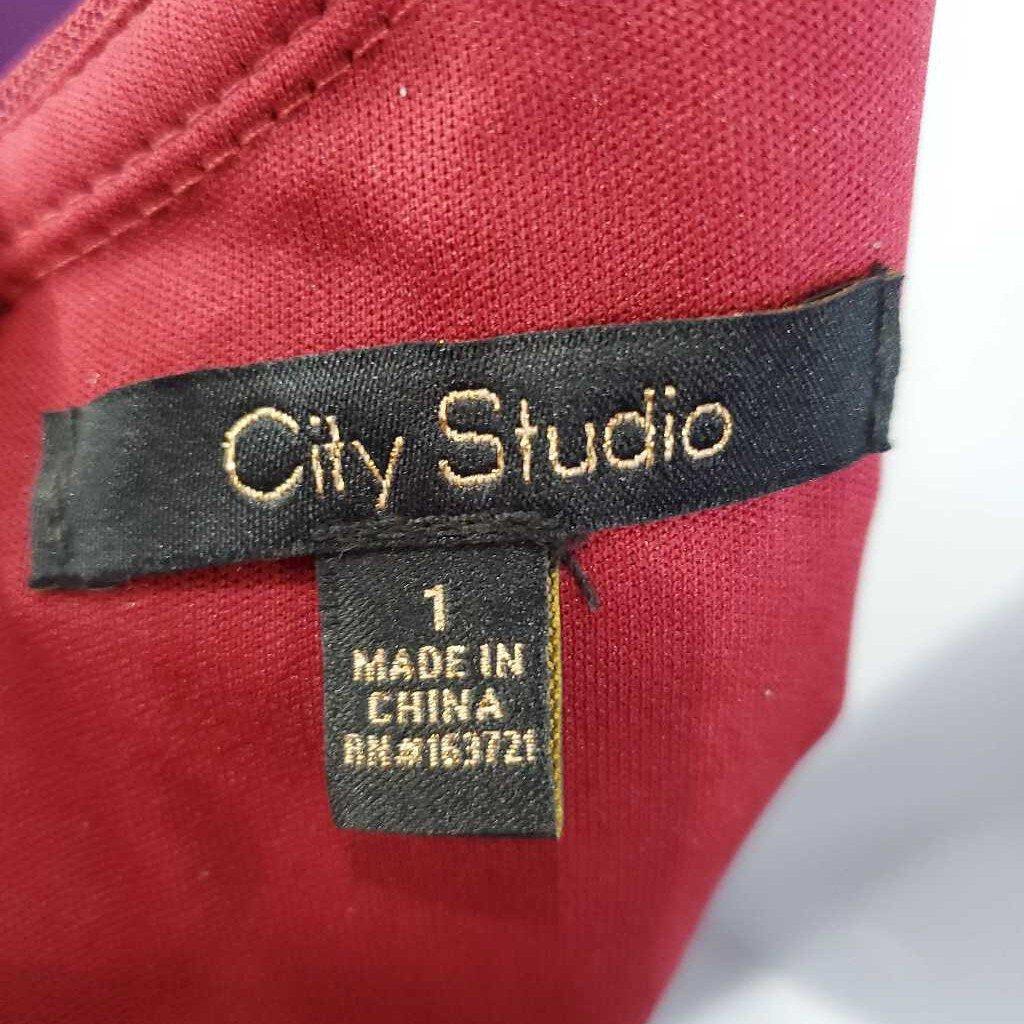 City Studio
1
MADE IN
CHINA
RN#163721